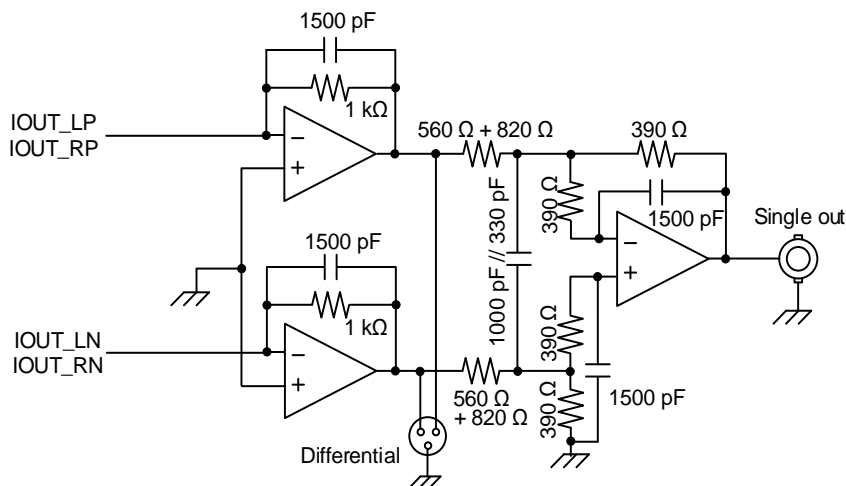 1500 pF
1 kΩ
IOUT_LP
IOUT_RP
560 Ω + 820 Ω
390 Ω
390 Ω
1500 pF
Single out
1000 pF // 330 pF
1500 pF
1 kΩ
IOUT_LN
IOUT_RN
390 Ω
560 Ω
+ 820 Ω
390 Ω
1500 pF
Differential